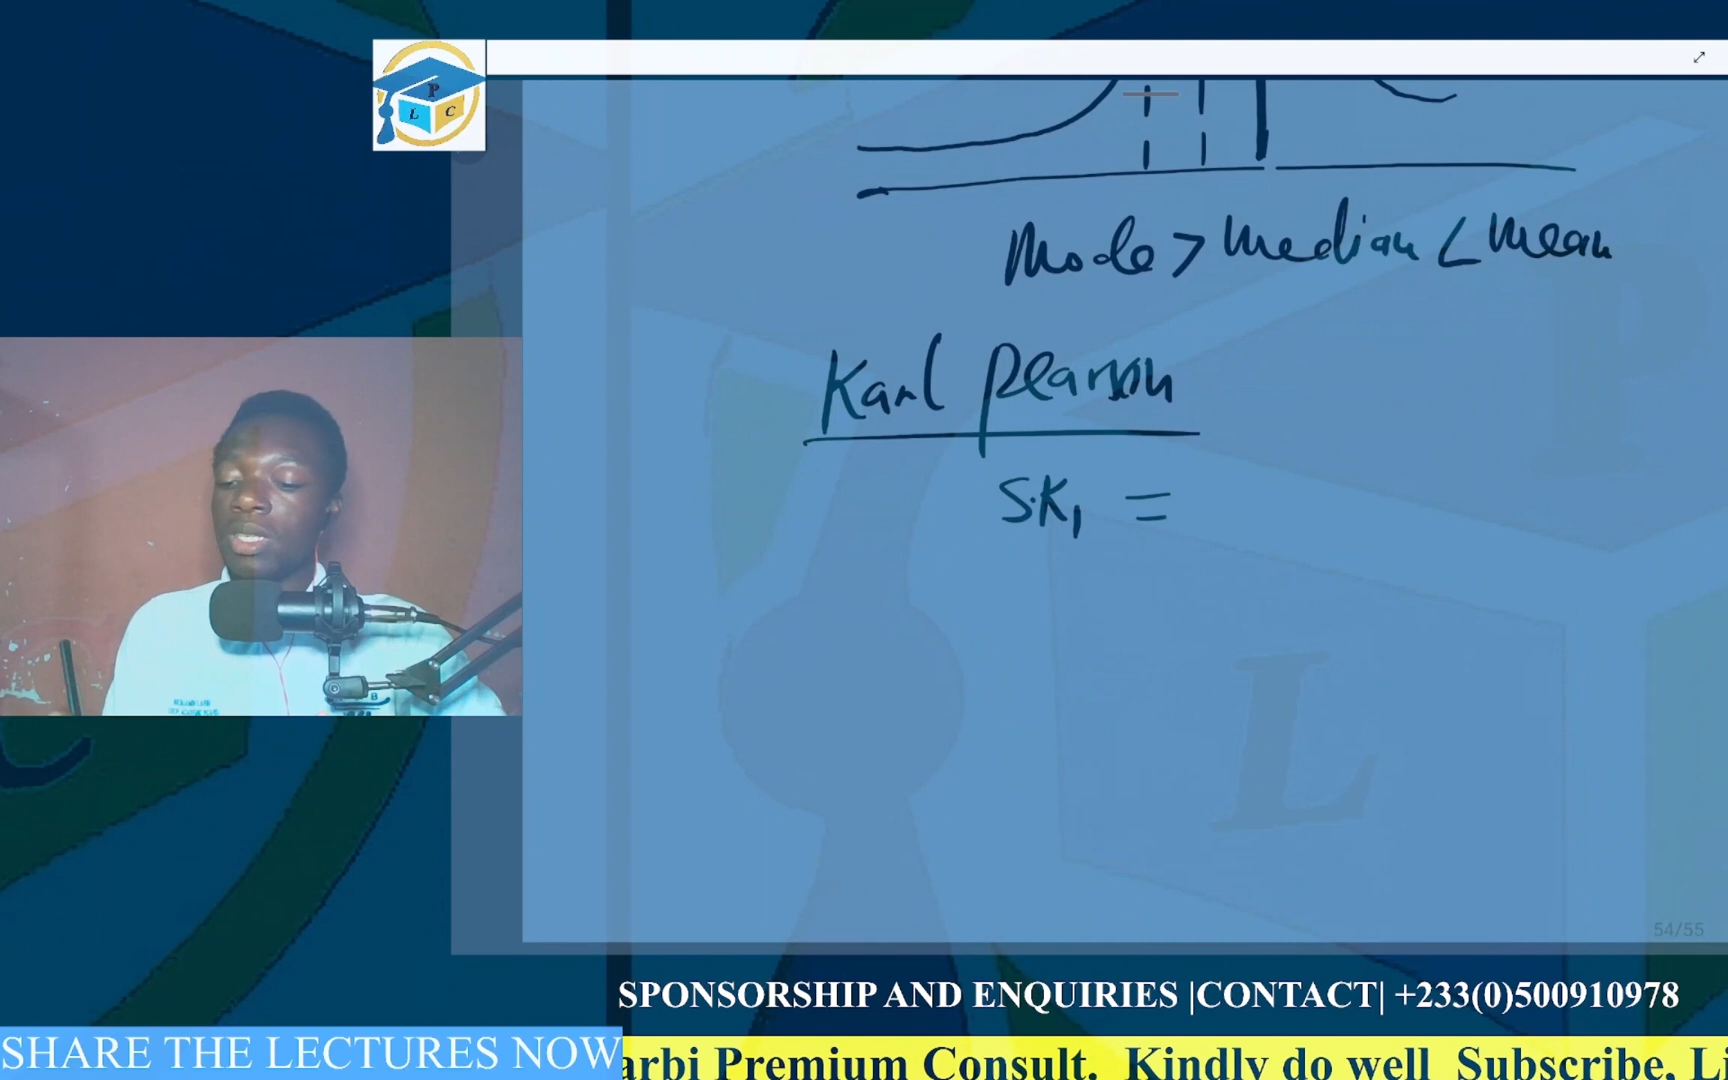 P
L C
Mode > Median < Mean
Karl Pearson
S.K₁ =
L
54/55
SPONSORSHIP AND ENQUIRIES |CONTACT| +233(0)500910978
SHARE THE LECTURES NOW
arbi Premium Consult. Kindly do well Subscribe, Li